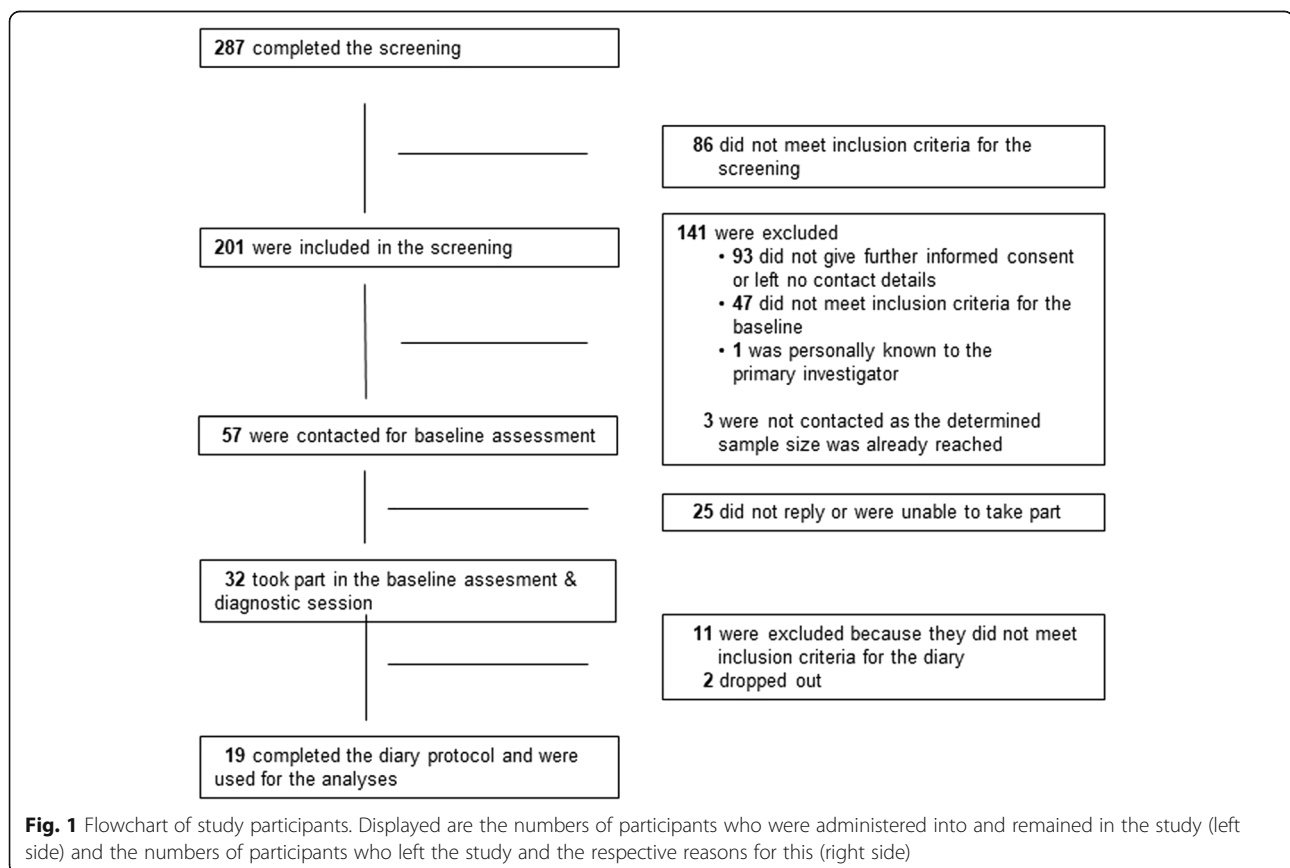 287 completed the screening
86 did not meet inclusion criteria for the
screening
201 were included in the screening
141 were excluded
• 93 did not give further informed consent
or left no contact details
• 47 did not meet inclusion criteria for the
baseline
• 1 was personally known to the
primary investigator
3 were not contacted as the determined
sample size was already reached
57 were contacted for baseline assessment
25 did not reply or were unable to take part
32 took part in the baseline assesment &
diagnostic session
11 were excluded because they did not meet
inclusion criteria for the diary
2 dropped out
19 completed the diary protocol and were
used for the analyses
Fig. 1 Flowchart of study participants. Displayed are the numbers of participants who were administered into and remained in the study (left
side) and the numbers of participants who left the study and the respective reasons for this (right side)